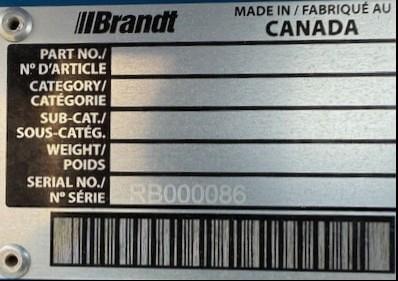 Brandt
MADE IN / FABRIQUÉ AU
CANADA
PART NO./
Nº D'ARTICLE
CATEGORY/
CATÉGORIE
SUB-CAT./
SOUS-CATÉG.
WEIGHT/
POIDS
SERIAL NO./
Nº SÉRIE
RB000086